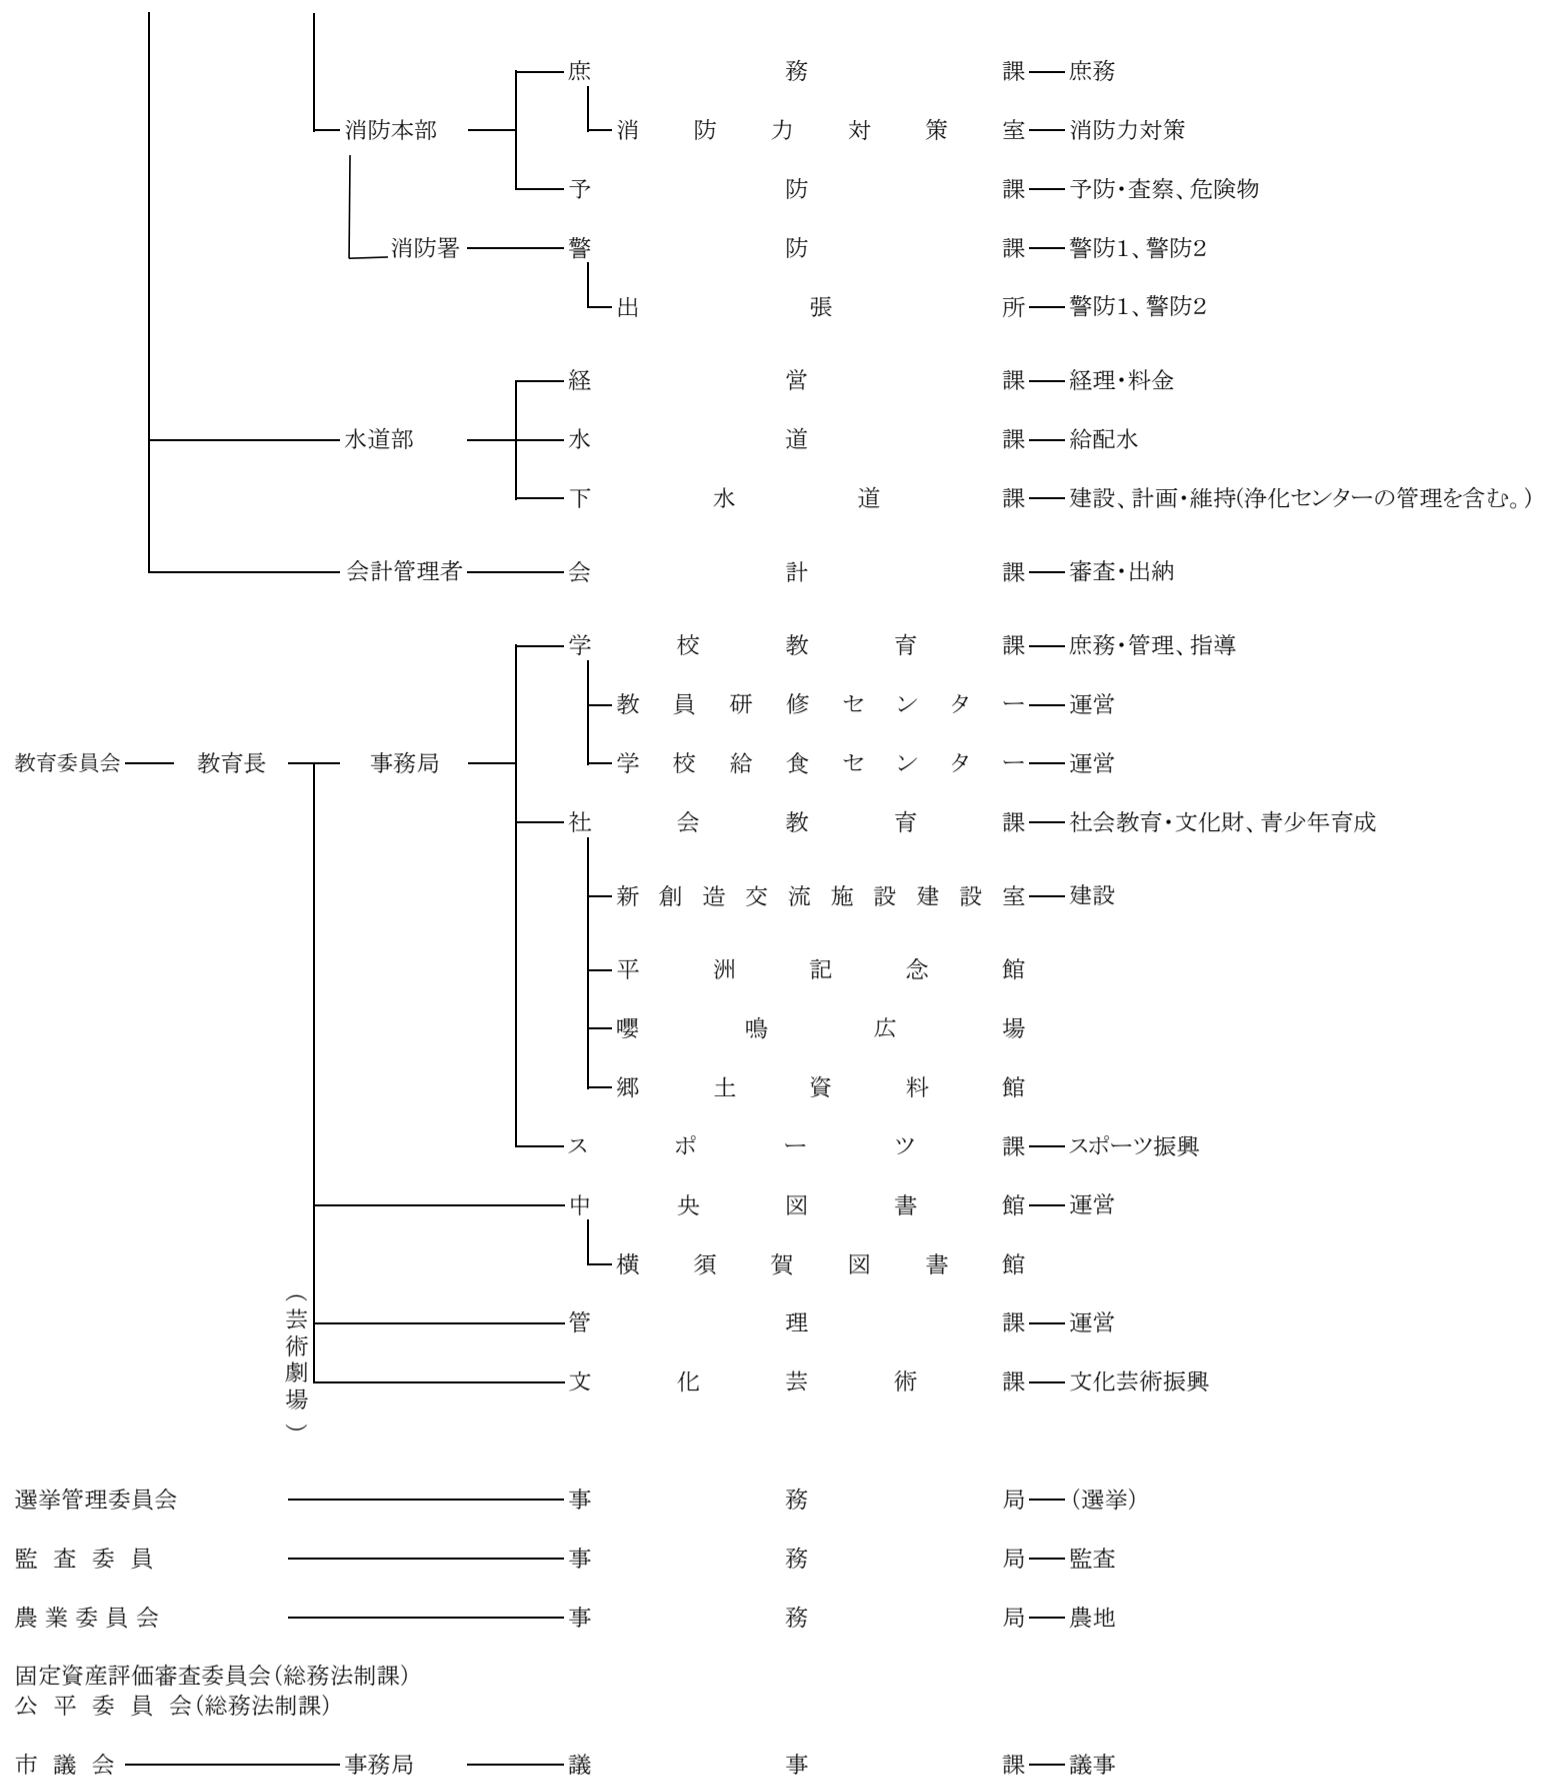 庶務課 庶務
消防本部 消防力対策室 消防力対策
予防課 予防・査察、危険物
消防署 警防課 警防1、警防2
出張所 警防1、警防2
経営課 経理・料金
水道部 水道課 給配水
下水道課 建設、計画・維持(浄化センターの管理を含む。)
会計管理者 会計課 審査・出納
学校教育課 庶務・管理、指導
教員研修センター 運営
教育委員会 教育長 事務局 学校給食センター 運営
社会教育課 社会教育・文化財、青少年育成
新創造交流施設建設室 建設
平洲記念館
嚶鳴広場
郷土資料館
スポーツ課 スポーツ振興
中央図書館 運営
横須賀図書館
(芸術劇場)
管理課 運営
文化芸術課 文化芸術振興
選挙管理委員会 事務局 (選挙)
監査委員 事務局 監査
農業委員会 事務局 農地
固定資産評価審査委員会(総務法制課)
公平委員会(総務法制課)
市議会 事務局 議事課 議事